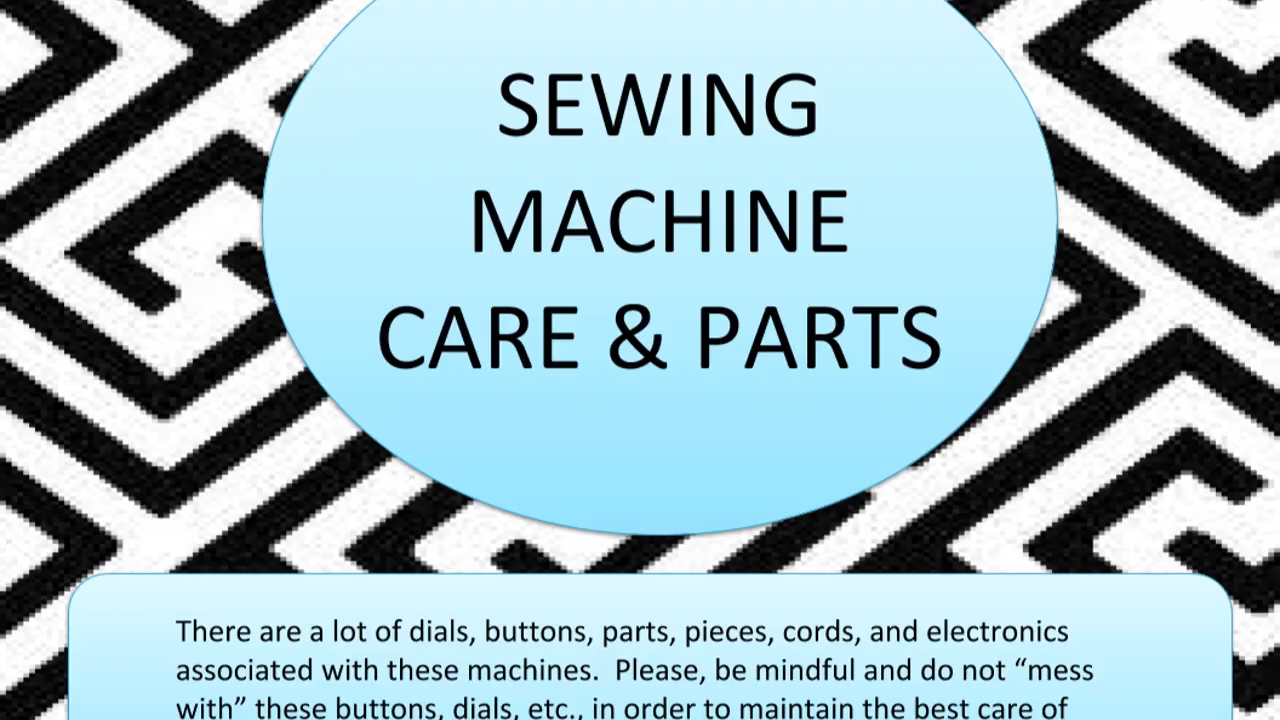 SEWING
MACHINE
CARE & PARTS
There are a lot of dials, buttons, parts, pieces, cords, and electronics
associated with these machines.  Please, be mindful and do not “mess
with” these buttons, dials, etc., in order to maintain the best care of